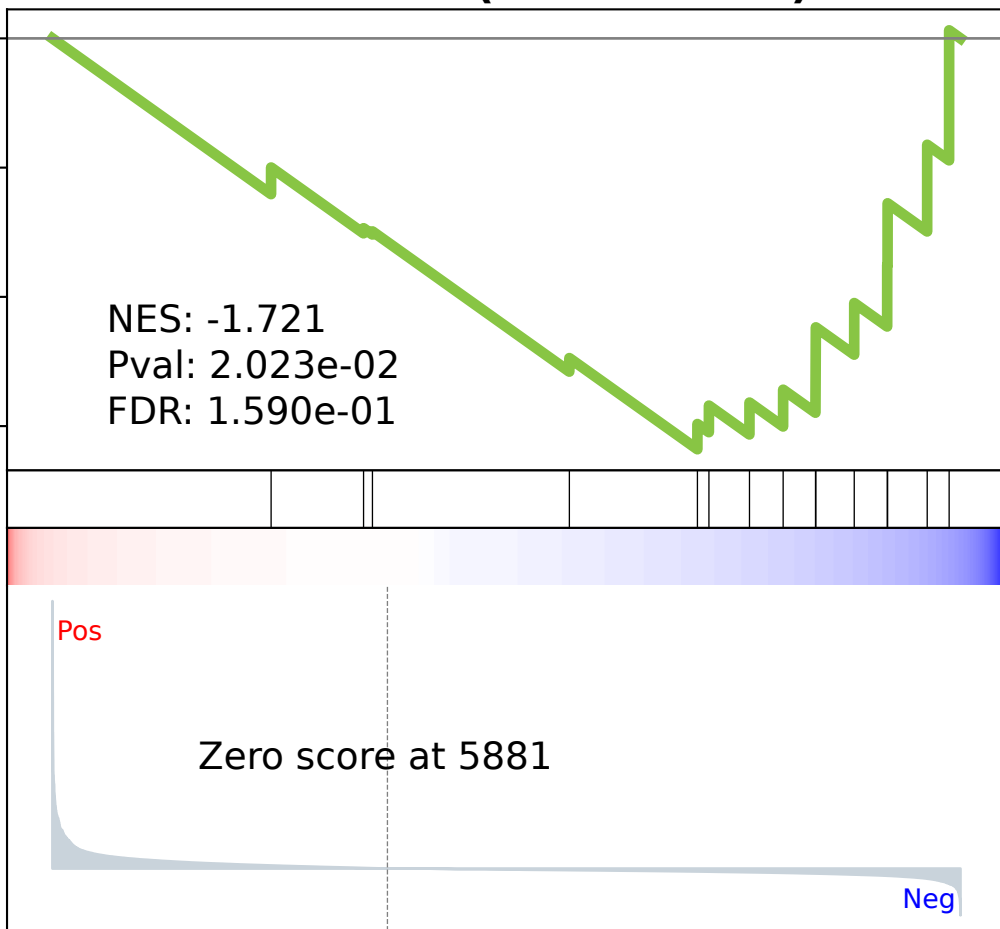 NES: -1.721
Pval: 2.023e-02
FDR: 1.590e-01
Pos
Zero score at 5881
Neg